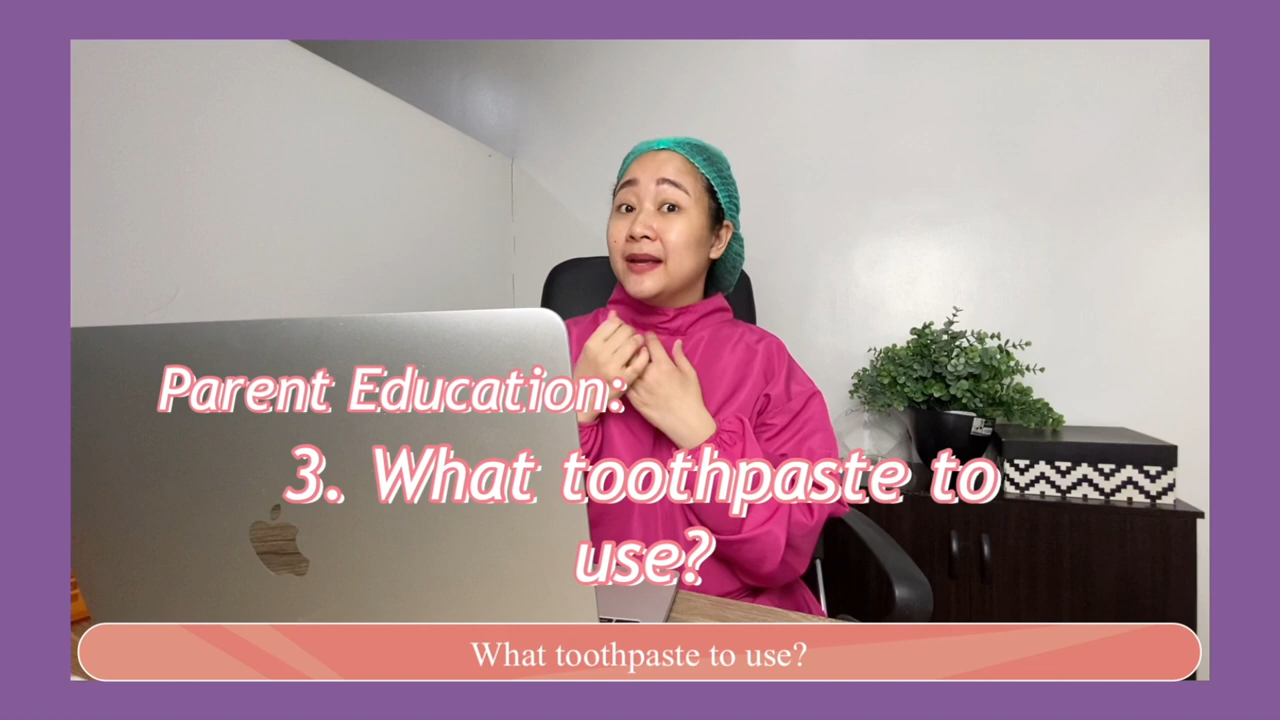 Parent Education:
3. What toothpaste to
use?
What toothpaste to use?